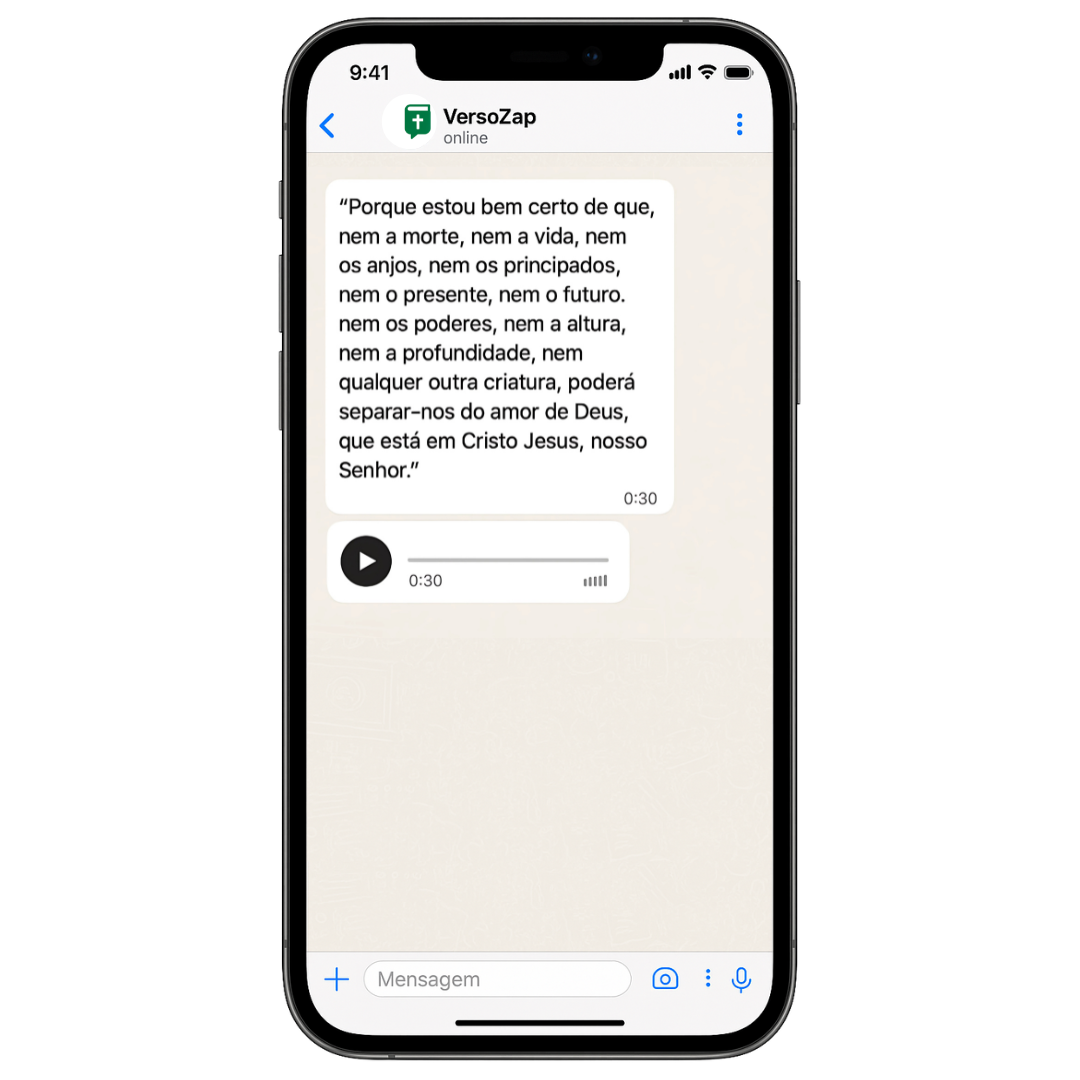 9:41
VersoZap
online
“Porque estou bem certo de que,
nem a morte, nem a vida, nem
os anjos, nem os principados,
nem o presente, nem o futuro.
nem os poderes, nem a altura,
nem a profundidade, nem
qualquer outra criatura, poderá
separar-nos do amor de Deus,
que está em Cristo Jesus, nosso
Senhor.”
0:30
0:30
Mensagem